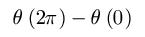 θ (2π) − θ (0)